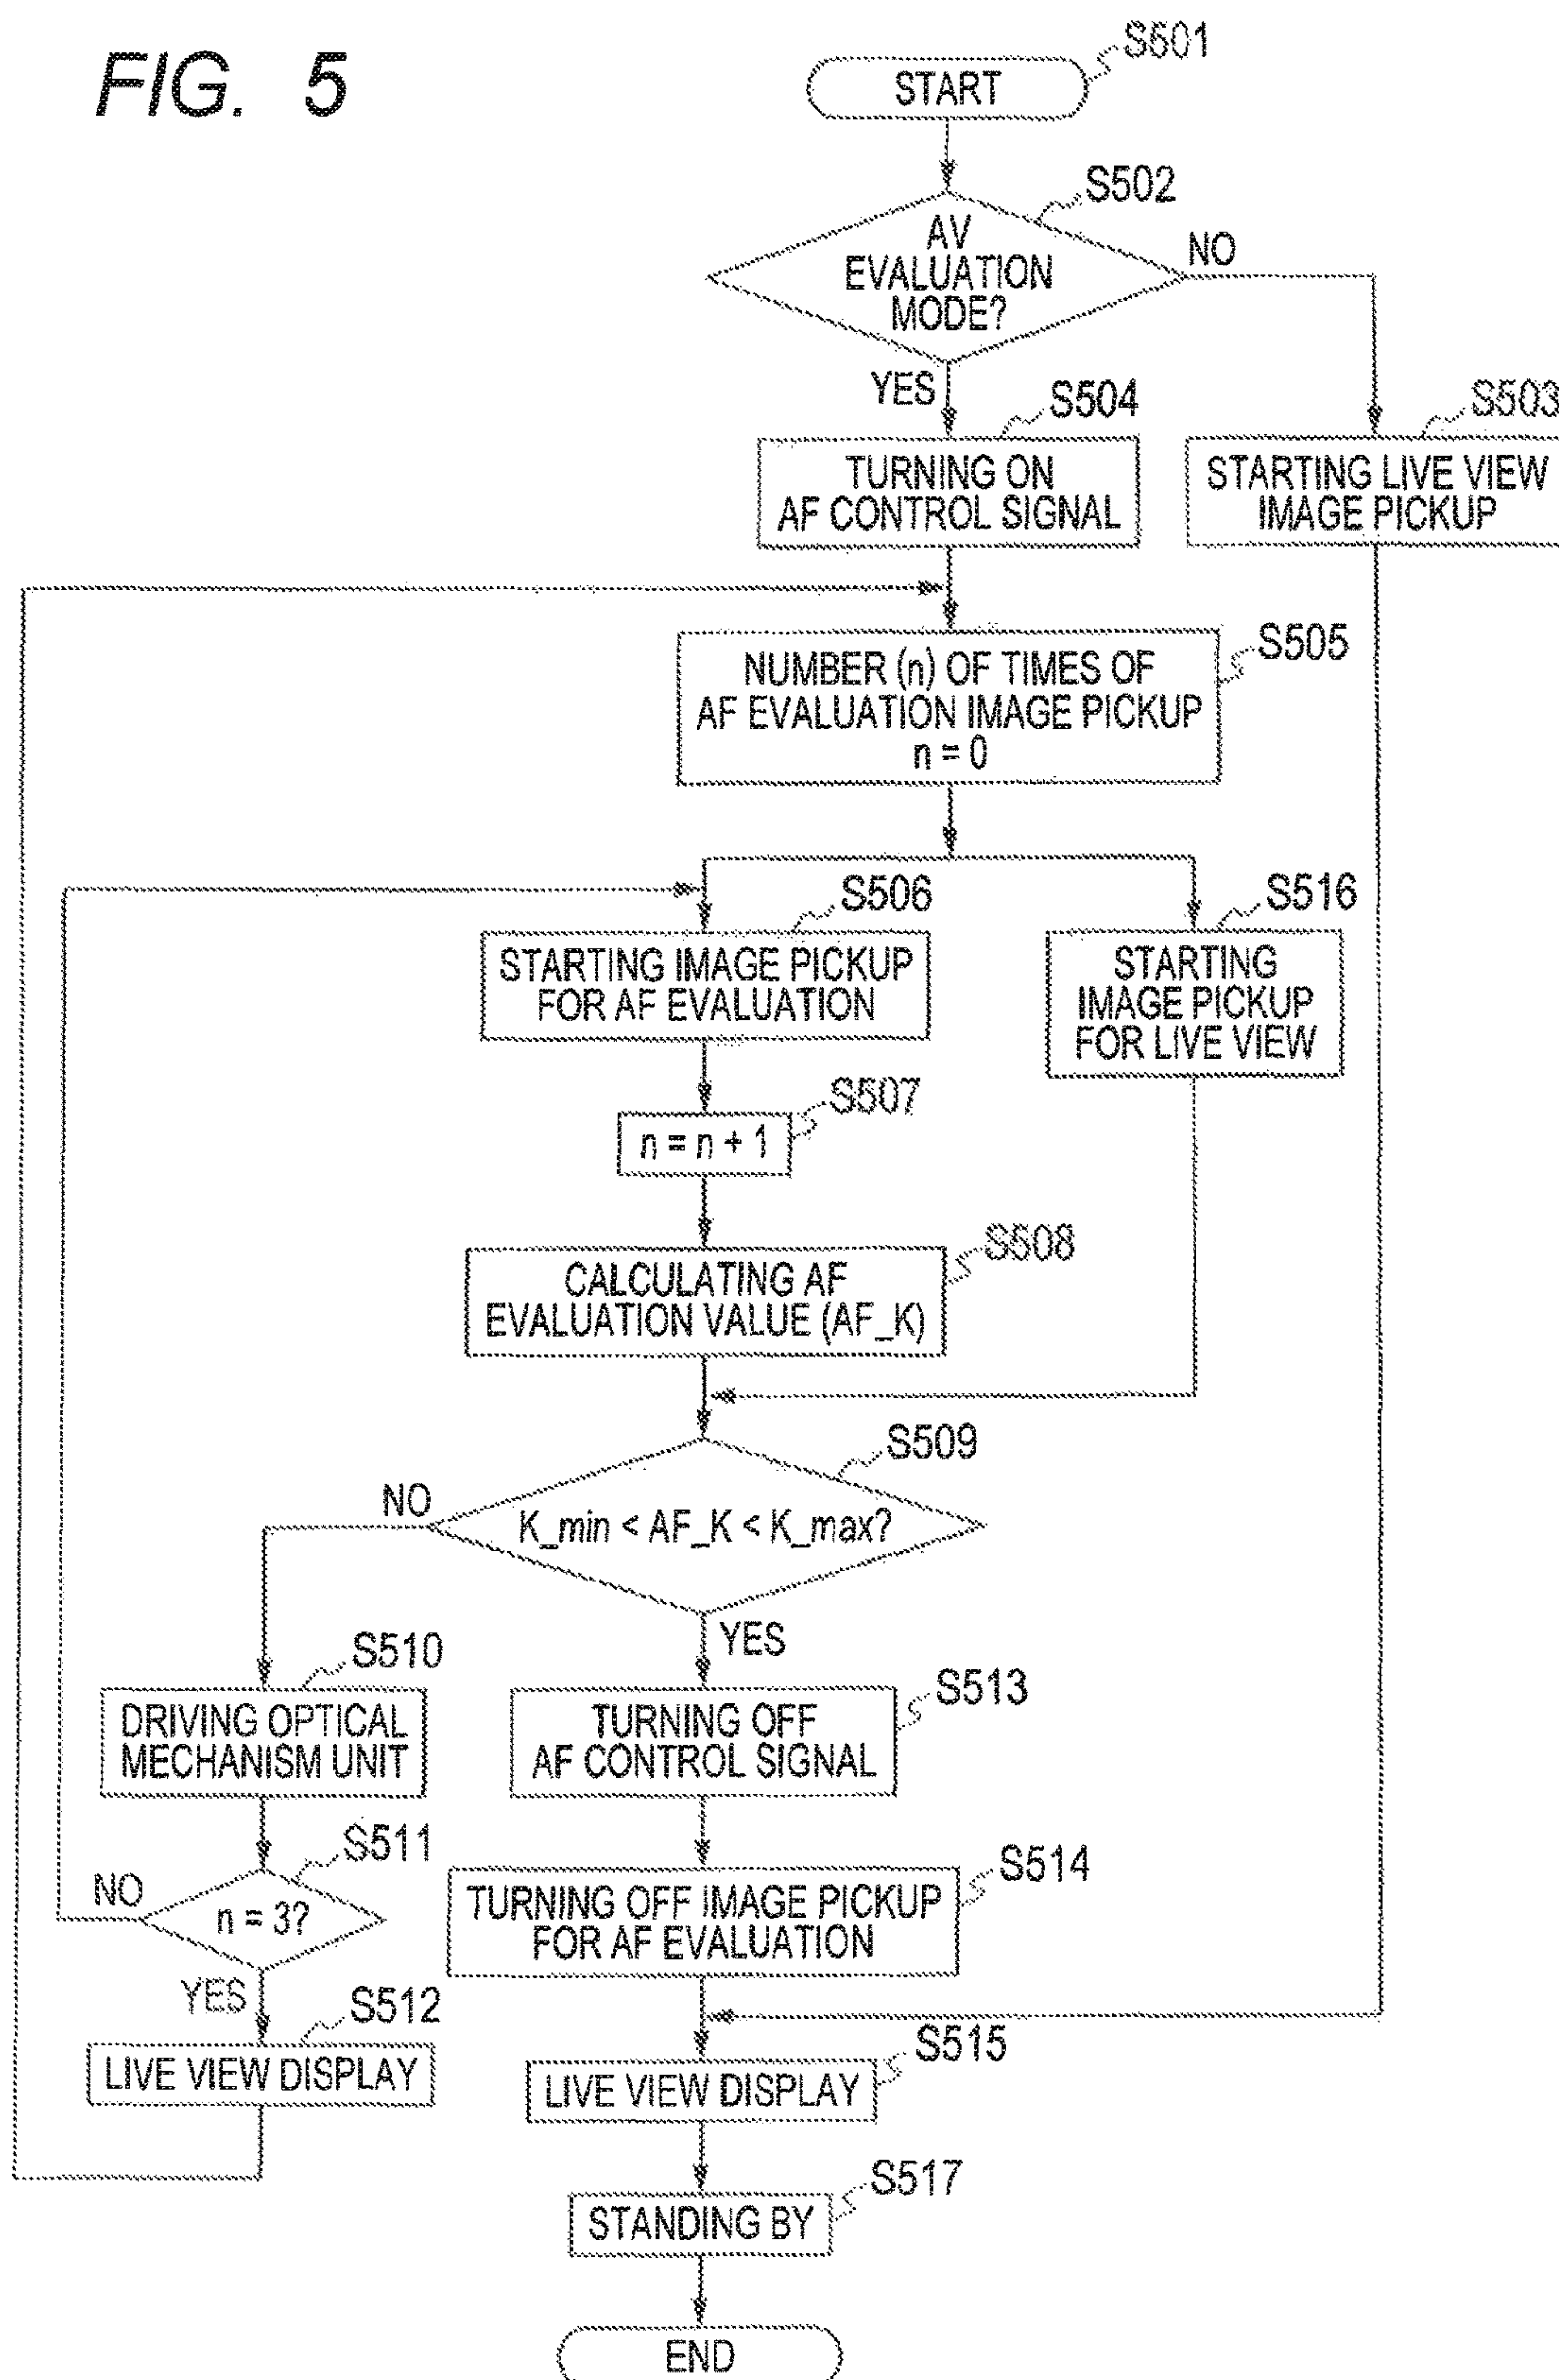 FIG. 5
START
S501
AV
EVALUATION
MODE?
S502
NO
YES
S504
TURNING ON
AF CONTROL SIGNAL
S503
STARTING LIVE VIEW
IMAGE PICKUP
NUMBER (n) OF TIMES OF
AF EVALUATION IMAGE PICKUP
n = 0
S505
S506
STARTING IMAGE PICKUP
FOR AF EVALUATION
S516
STARTING
IMAGE PICKUP
FOR LIVE VIEW
S507
n = n + 1
S508
CALCULATING AF
EVALUATION VALUE (AF_K)
S509
NO
K_min < AF_K < K_max?
YES
S510
DRIVING OPTICAL
MECHANISM UNIT
S513
TURNING OFF
AF CONTROL SIGNAL
S511
NO
n = 3?
YES
S514
TURNING OFF IMAGE PICKUP
FOR AF EVALUATION
S512
LIVE VIEW DISPLAY
S515
LIVE VIEW DISPLAY
S517
STANDING BY
END